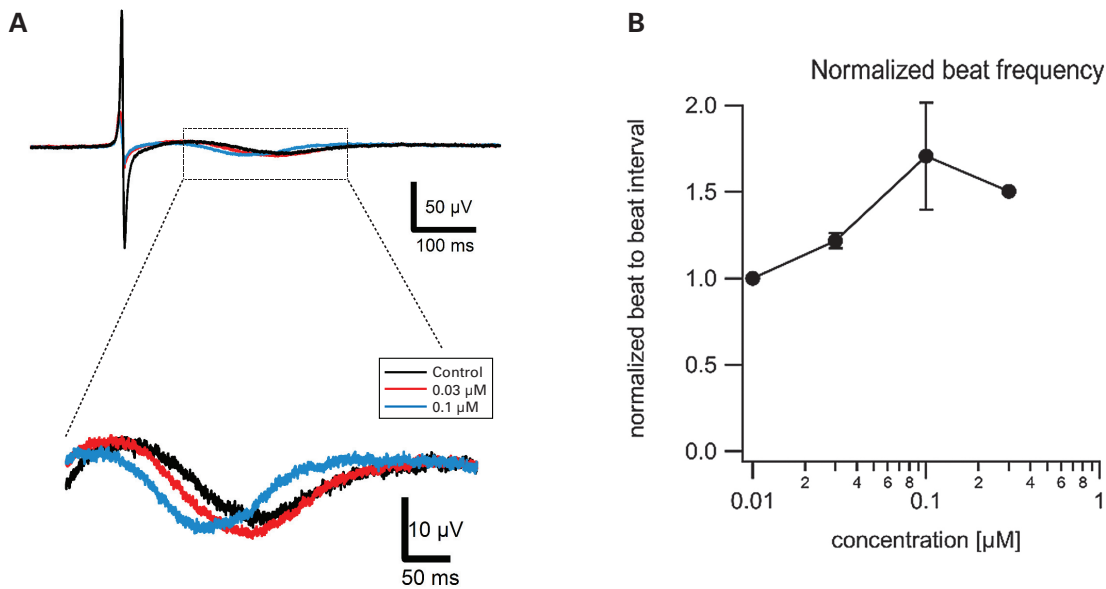 A
50 µV
100 ms
Control
0.03 µM
0.1 µM
10 µV
50 ms
B
Normalized beat frequency
normalized beat to beat interval
2.0
1.5
1.0
0.5
0.0
0.01 2 4 6 8 0.1 2 4 6 8 1
concentration [µM]